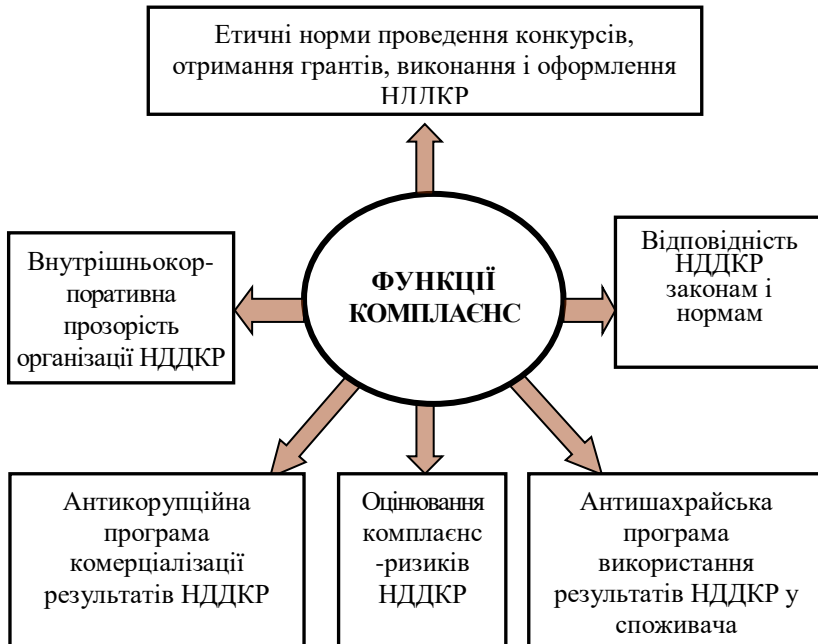 Етичні норми проведення конкурсів,
отримання грантів, виконання і оформлення
НДДКР
Внутрішньокор-
поративна
прозорість
організації НДДКР
ФУНКЦІЇ
КОМПЛАЄНС
Відповідність
НДДКР
законам і
нормам
Антикорупційна
програма
комерціалізації
результатів НДДКР
Оцінювання
комплаєнс
-ризиків
НДДКР
Антишахрайська
програма
використання
результатів НДДКР у
споживача